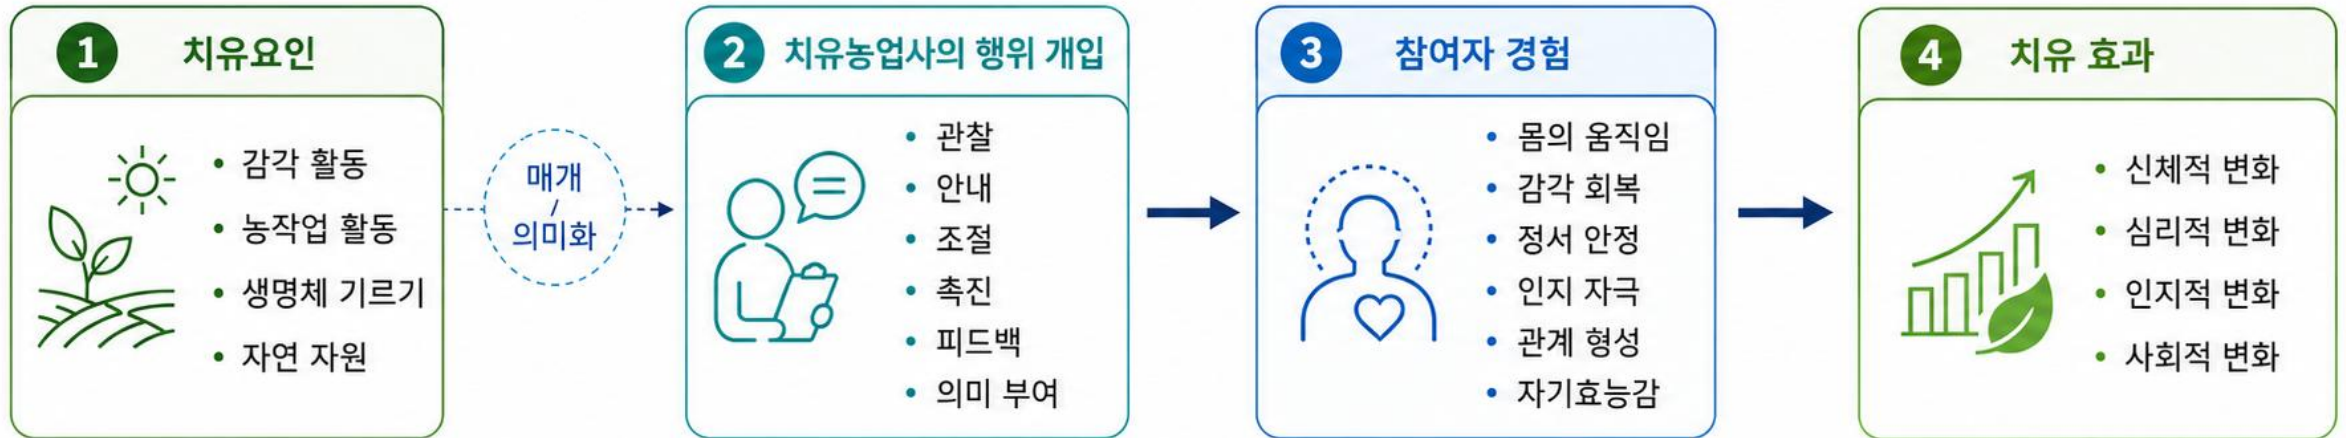 1 치유요인
• 감각 활동
• 농작업 활동
• 생명체 기르기
• 자연 자원
매개
/
의미화
2 치유농업사의 행위 개입
• 관찰
• 안내
• 조절
• 촉진
• 피드백
• 의미 부여
3 참여자 경험
• 몸의 움직임
• 감각 회복
• 정서 안정
• 인지 자극
• 관계 형성
• 자기효능감
4 치유 효과
• 신체적 변화
• 심리적 변화
• 인지적 변화
• 사회적 변화